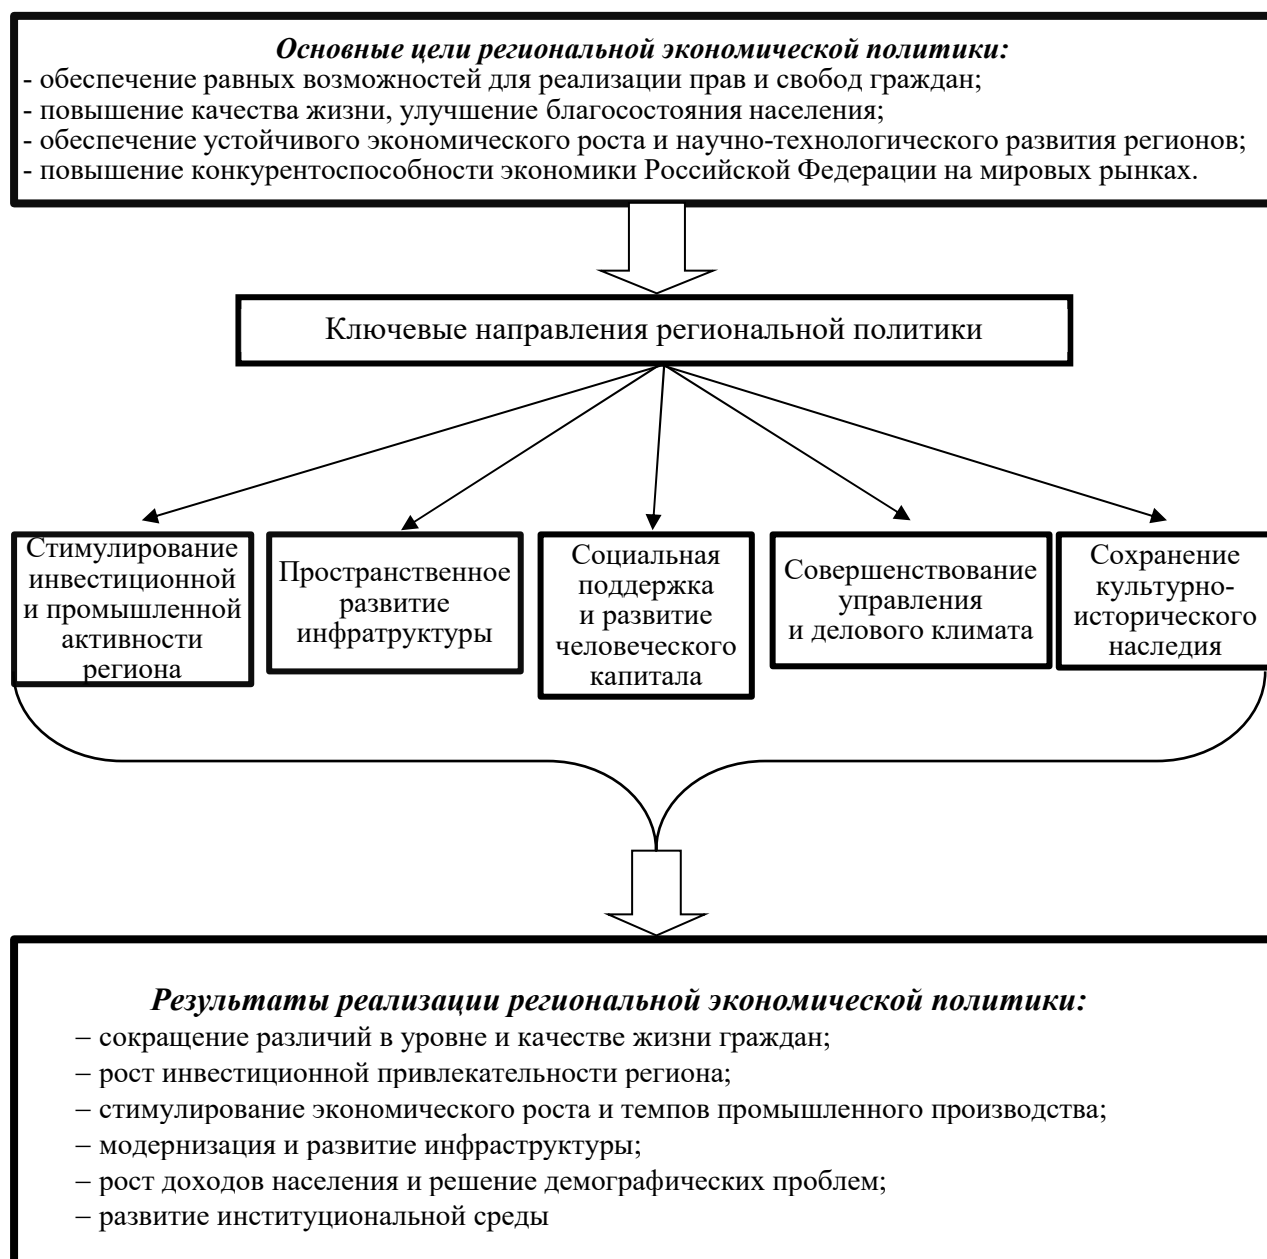 Основные цели региональной экономической политики:
- обеспечение равных возможностей для реализации прав и свобод граждан;
- повышение качества жизни, улучшение благосостояния населения;
- обеспечение устойчивого экономического роста и научно-технологического развития регионов;
- повышение конкурентоспособности экономики Российской Федерации на мировых рынках.
Ключевые направления региональной политики
Стимулирование
инвестиционной
и промышленной
активности
региона
Пространственное
развитие
инфратруктуры
Социальная
поддержка
и развитие
человеческого
капитала
Совершенствование
управления
и делового климата
Сохранение
культурно-
исторического
наследия
Результаты реализации региональной экономической политики:
– сокращение различий в уровне и качестве жизни граждан;
– рост инвестиционной привлекательности региона;
– стимулирование экономического роста и темпов промышленного производства;
– модернизация и развитие инфраструктуры;
– рост доходов населения и решение демографических проблем;
– развитие институциональной среды